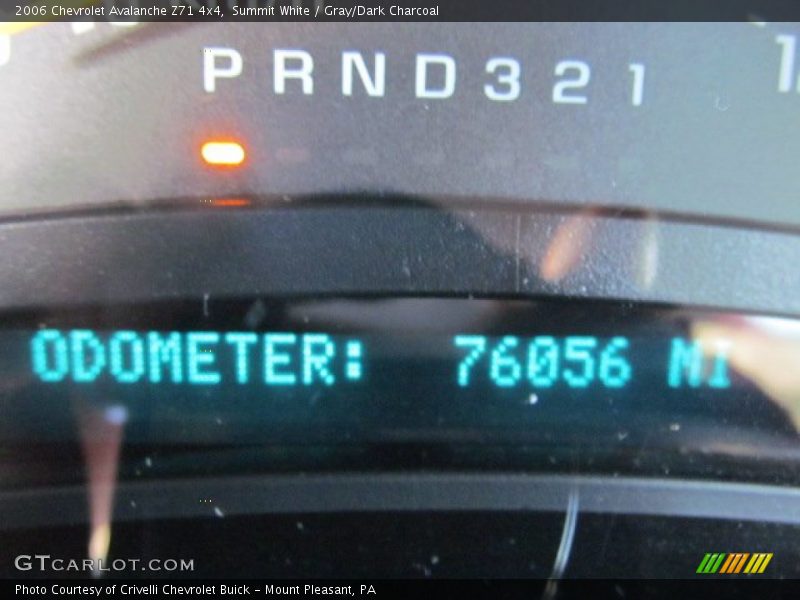 2006 Chevrolet Avalanche Z71 4x4, Summit White / Gray/Dark Charcoal
P R N D 3 2 1
ODOMETER: 76056 MI
GTCARLOT.COM
Photo Courtesy of Crivelli Chevrolet Buick - Mount Pleasant, PA